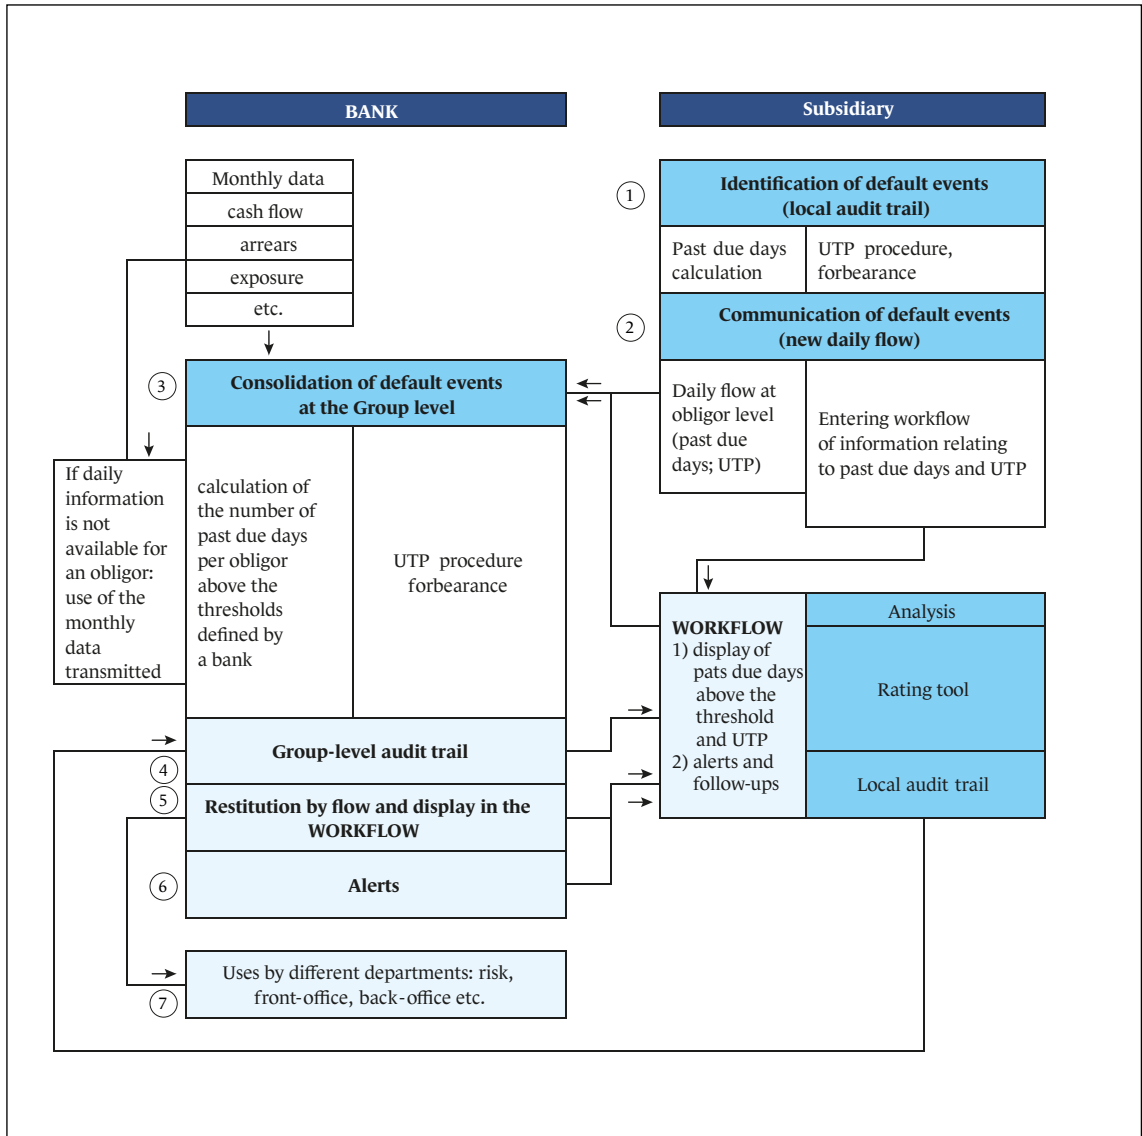 BANK
Monthly data
cash flow
arrears
exposure
etc.
3
Consolidation of default events
at the Group level
If daily
information
is not
available for
an obligor:
use of the
monthly
data
transmitted
calculation of
the number of
past due days
per obligor
above the
thresholds
defined by
a bank
UTP procedure
forbearance
Group-level audit trail
4
5
Restitution by flow and display in the
WORKFLOW
6
Alerts
7
Uses by different departments: risk,
front-office, back-office etc.
Subsidiary
1
Identification of default events
(local audit trail)
Past due days
calculation
UTP procedure,
forbearance
2
Communication of default events
(new daily flow)
Daily flow at
obligor level
(past due
days; UTP)
Entering workflow
of information relating
to past due days and UTP
WORKFLOW
1) display of
pats due days
above the
threshold
and UTP
2) alerts and
follow-ups
Analysis
Rating tool
Local audit trail